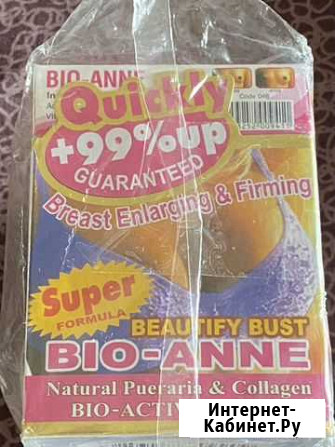 BIO-ANNE
Code 049
Quickly
+99%up
GUARANTEED
Breast Enlarging & Firming
Super
FORMULA
BEAUTIFY BUST
BIO-ANNE
Natural Pueraria & Collagen
BIO-ACTIV
Интернет-
Кабинет.Ру